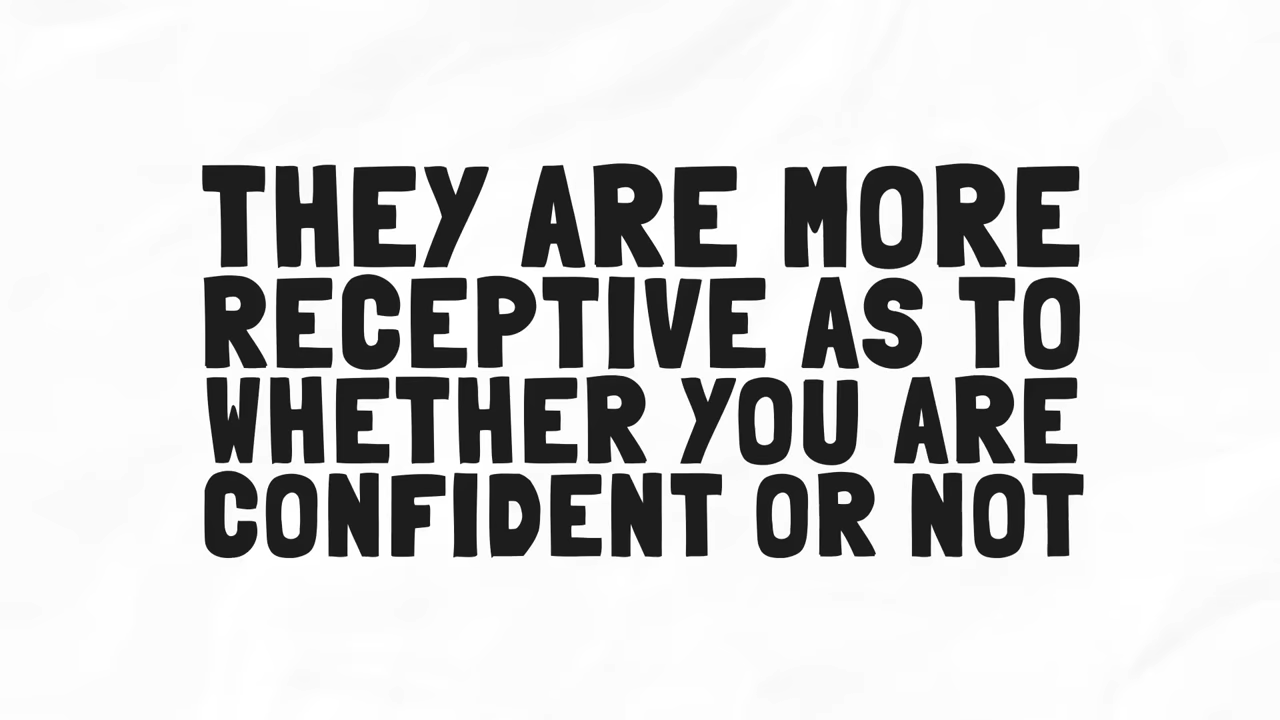 THEY ARE MORE
RECEPTIVE AS TO
WHETHER YOU ARE
CONFIDENT OR NOT